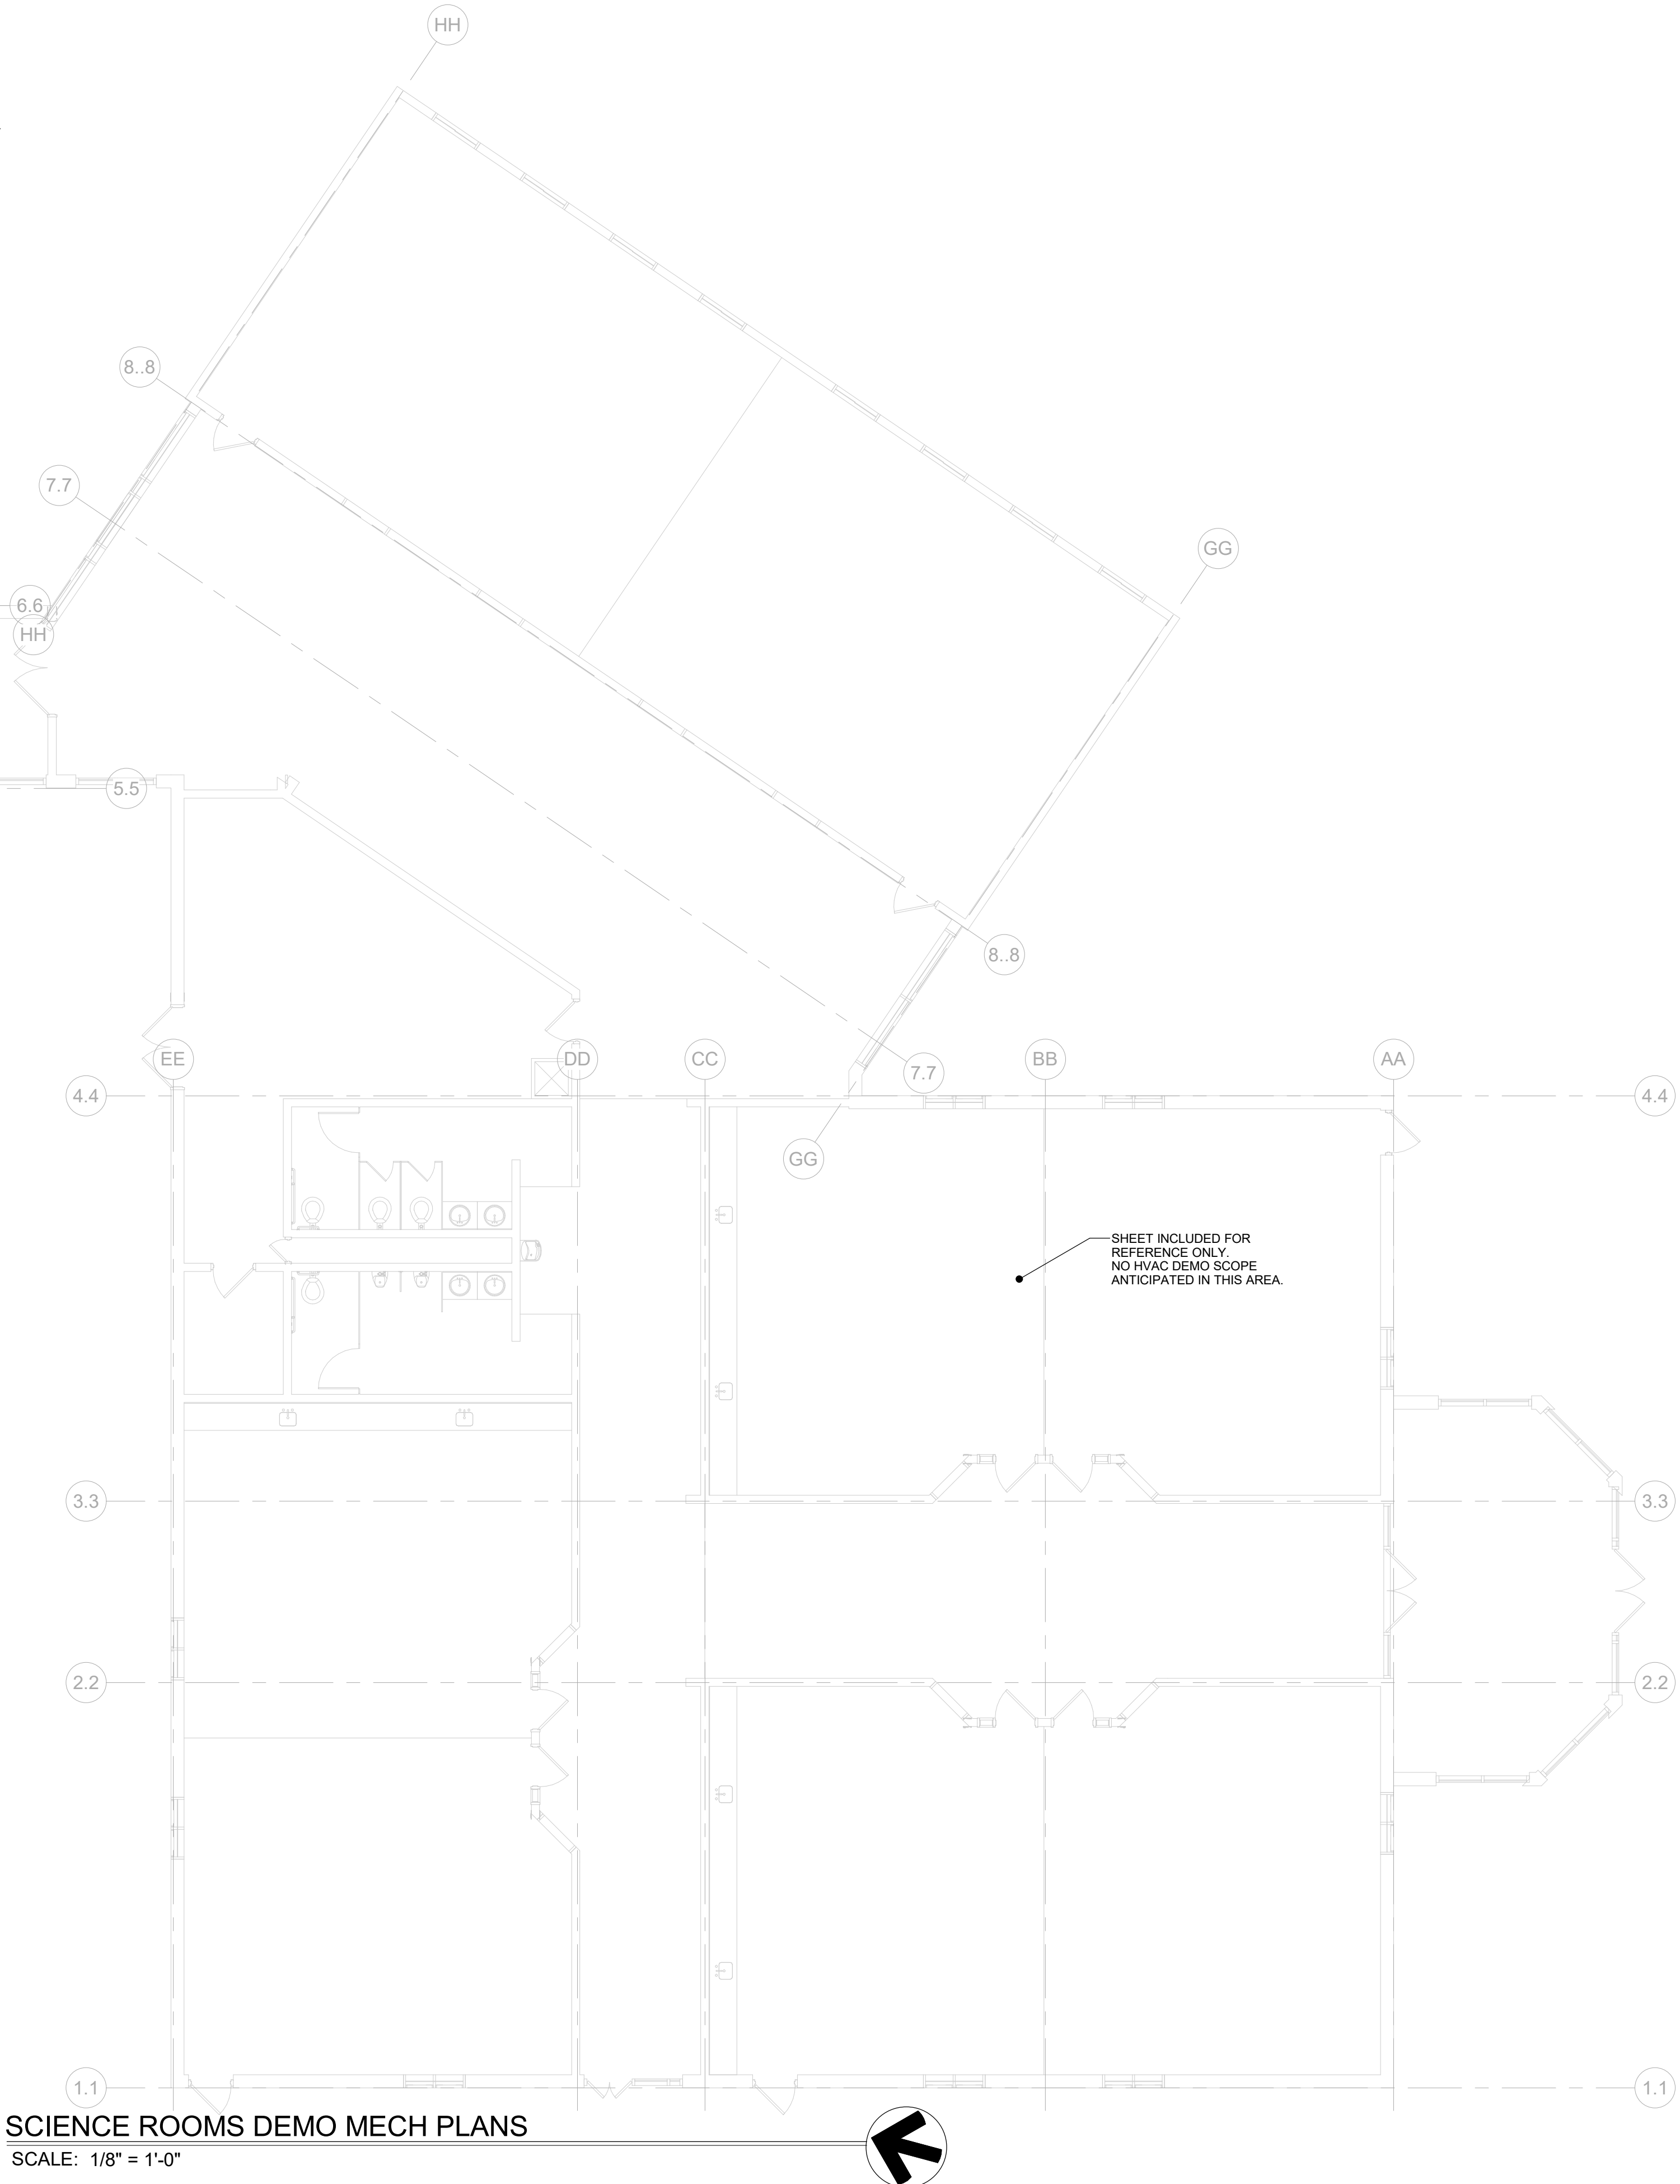 HH
8..8
7.7
GG
6.6
HH
5.5
8..8
EE
DD
CC
BB
AA
7.7
4.4
4.4
GG
SHEET INCLUDED FOR
REFERENCE ONLY.
NO HVAC DEMO SCOPE
ANTICIPATED IN THIS AREA.
3.3
3.3
2.2
2.2
1.1
1.1
SCIENCE ROOMS DEMO MECH PLANS
SCALE: 1/8" = 1'-0"